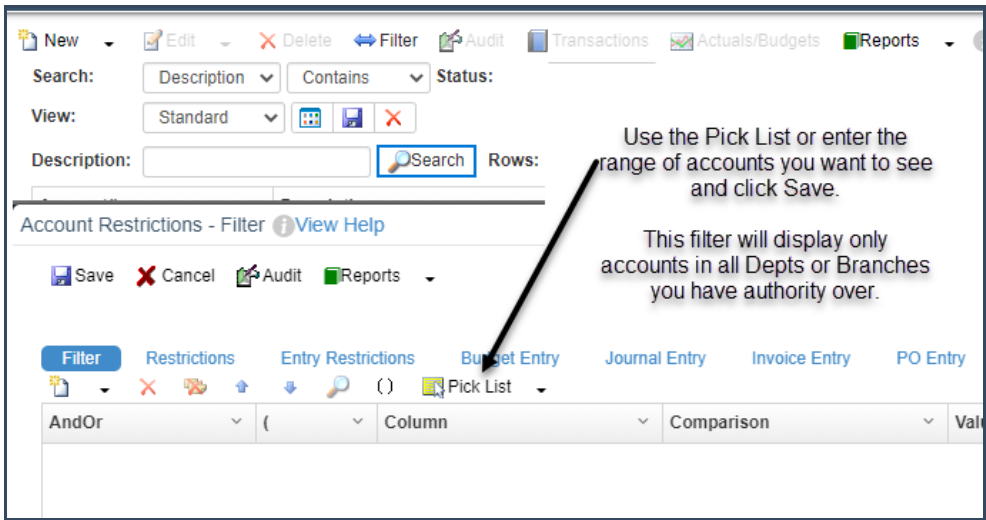 New Edit Delete Filter Audit Transactions Actuals/Budgets Reports
Search: Description Contains Status:
View: Standard
Use the Pick List or enter the
range of accounts you want to see
and click Save.
Description: Search Rows:
This filter will display only
accounts in all Depts or Branches
you have authority over.
Account Restrictions - Filter View Help
Save Cancel Audit Reports
Filter Restrictions Entry Restrictions Budget Entry Journal Entry Invoice Entry PO Entry
() Pick List
AndOr ( Column Comparison Valu